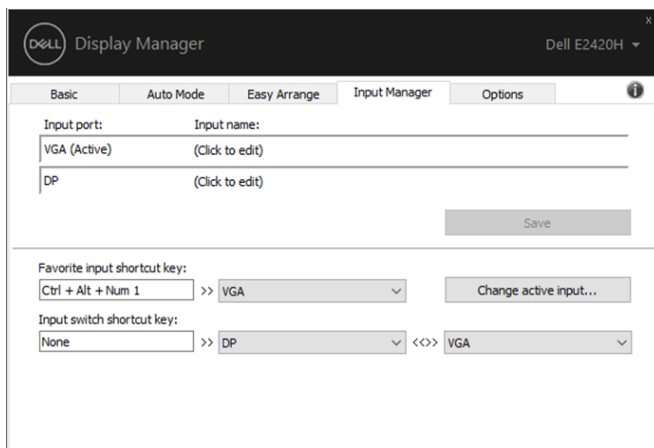 x
DELL Display Manager Dell E2420H
Basic Auto Mode Easy Arrange Input Manager Options i
Input port: Input name:
VGA (Active) (Click to edit)
DP (Click to edit)
Save
Favorite input shortcut key:
Ctrl + Alt + Num 1 >> VGA Change active input...
Input switch shortcut key:
None >> DP <<>> VGA